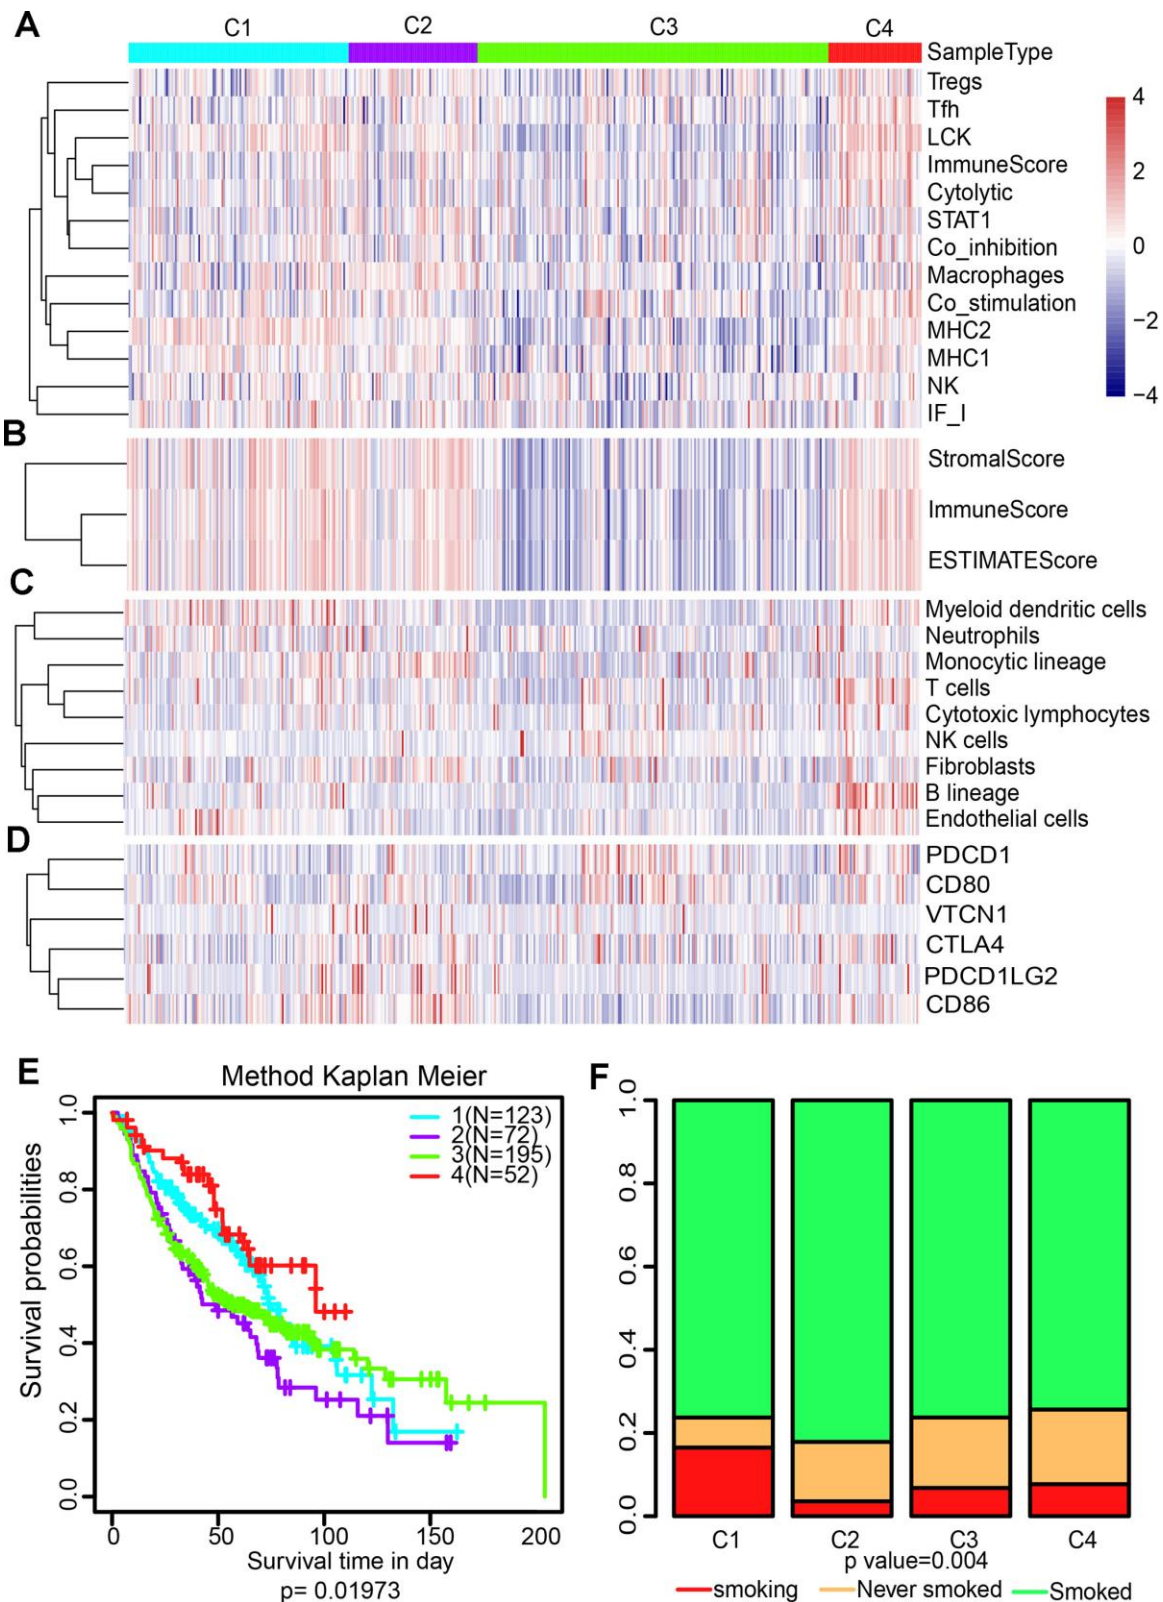 A
C1 C2 C3 C4
SampleType
Tregs
Tfh
LCK
ImmuneScore
Cytolytic
STAT1
Co_inhibition
Macrophages
Co_stimulation
MHC2
MHC1
NK
IF_I
4
2
0
−2
−4
B
StromalScore
ImmuneScore
ESTIMATEScore
C
Myeloid dendritic cells
Neutrophils
Monocytic lineage
T cells
Cytotoxic lymphocytes
NK cells
Fibroblasts
B lineage
Endothelial cells
D
PDCD1
CD80
VTCN1
CTLA4
PDCD1LG2
CD86
E
Method Kaplan Meier
1(N=123)
2(N=72)
3(N=195)
4(N=52)
Survival probabilities
1.0
0.8
0.6
0.4
0.2
0.0
0 50 100 150 200
Survival time in day
p= 0.01973
F
1.0
0.8
0.6
0.4
0.2
0.0
C1 C2 C3 C4
p value=0.004
smoking Never smoked Smoked